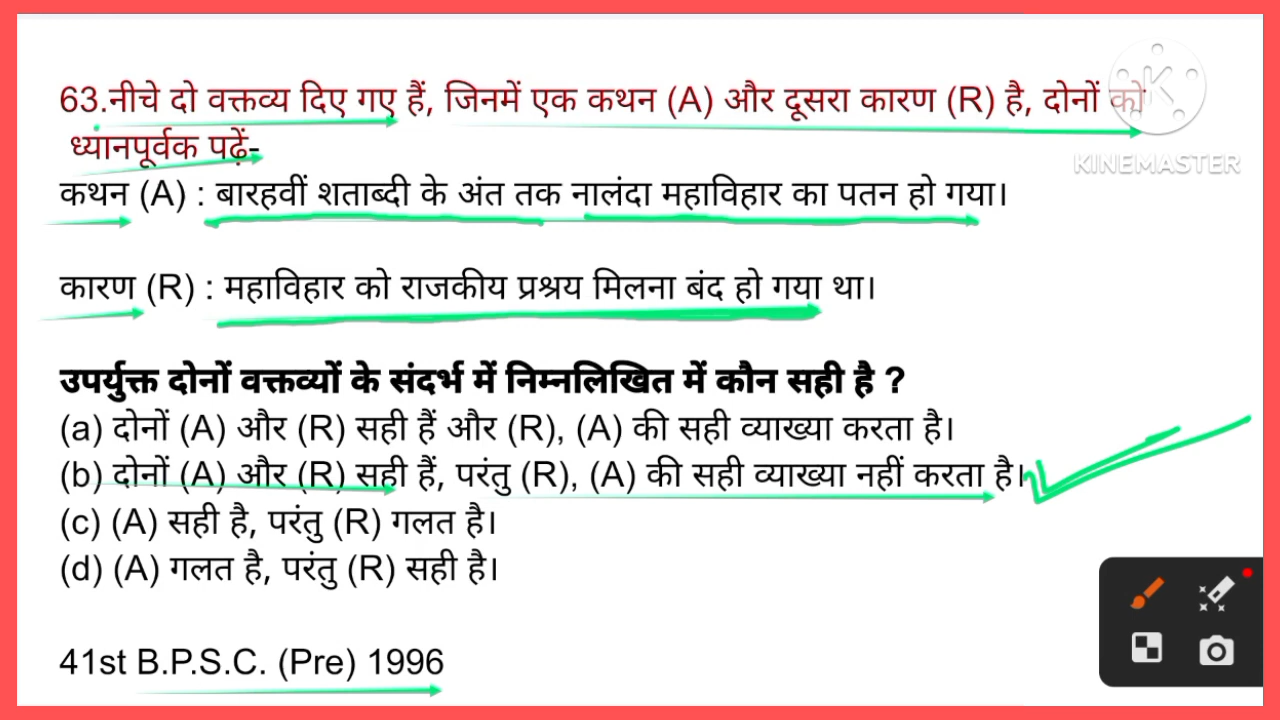 63.नीचे दो वक्तव्य दिए गए हैं, जिनमें एक कथन (A) और दूसरा कारण (R) है, दोनों को
ध्यानपूर्वक पढ़ें-
KINEMASTER
कथन (A) : बारहवीं शताब्दी के अंत तक नालंदा महाविहार का पतन हो गया।
कारण (R) : महाविहार को राजकीय प्रश्रय मिलना बंद हो गया था।
उपर्युक्त दोनों वक्तव्यों के संदर्भ में निम्नलिखित में कौन सही है ?
(a) दोनों (A) और (R) सही हैं और (R), (A) की सही व्याख्या करता है।
(b) दोनों (A) और (R) सही हैं, परंतु (R), (A) की सही व्याख्या नहीं करता है।
(c) (A) सही है, परंतु (R) गलत है।
(d) (A) गलत है, परंतु (R) सही है।
41st B.P.S.C. (Pre) 1996